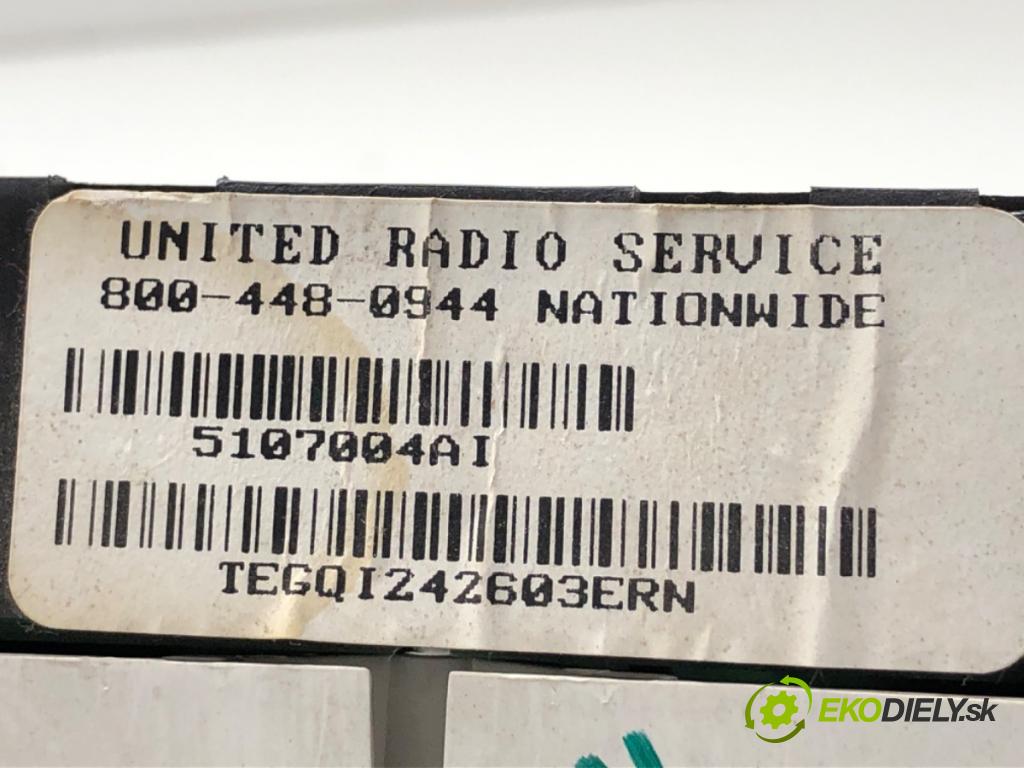 UNITED RADIO SERVICE
800-448-0944 NATIONWIDE
5107004AI
TEGQI242603ERN
EKODIELY.sk